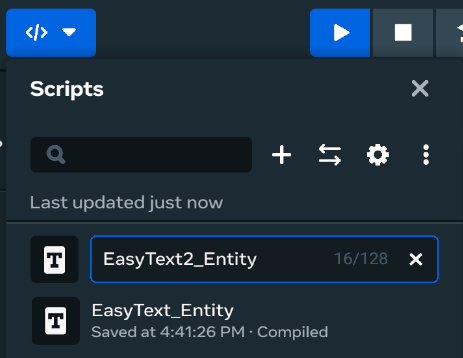 Scripts
Last updated just now
EasyText2_Entity 16/128
EasyText_Entity
Saved at 4:41:26 PM · Compiled